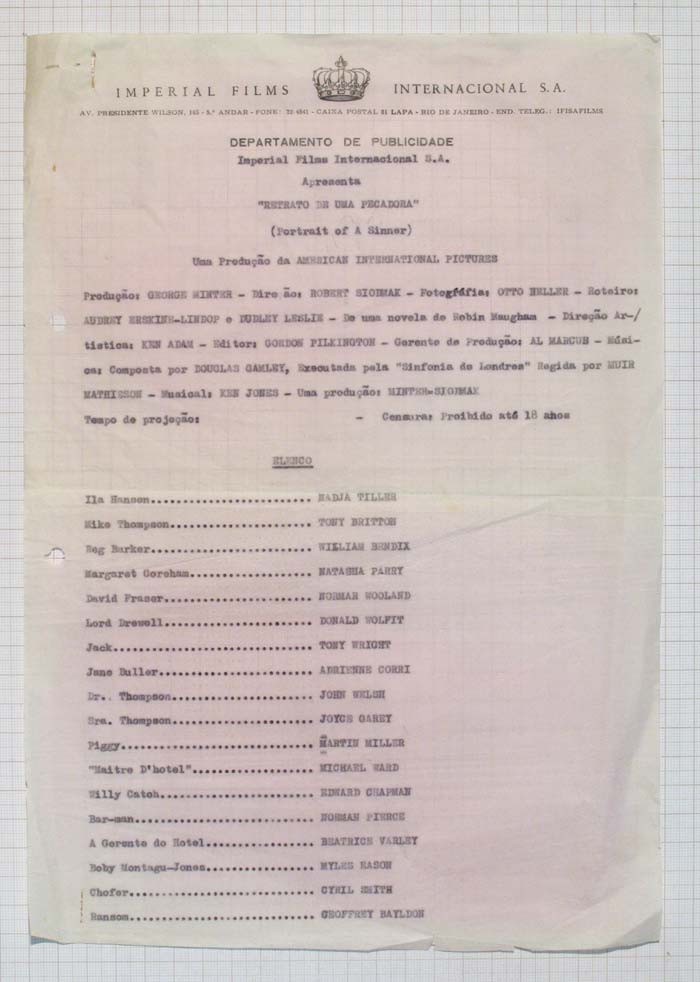 IMPERIAL FILMS INTERNACIONAL S.A.
AV. PRESIDENTE WILSON, 165 - 5.º ANDAR - FONE: 22 4841 - CAIXA POSTAL 21 LAPA - RIO DE JANEIRO - END. TELEG.: IFISAFILMS
DEPARTAMENTO DE PUBLICIDADE
Imperial Films Internacional S.A.
Apresenta
"RETRATO DE UMA PECADORA"
(Portrait of A Sinner)
Uma Produção da AMERICAN INTERNATIONAL PICTURES
Produção: GEORGE MINTER - Dire ão: ROBERT SIODMAK - Fotográfia: OTTO HELLER - Roteiro:
AUDREY ERSKINE-LINDOP e DUDLEY LESLIE - De uma novela de Robin Maugham - Direção Ar-/
tistica: KEN ADAM - Editor: GORDON PILKINGTON - Gerente de Produção: AL MARCUS - Músi-
ca: Composta por DOUGLAS GAMLEY, Executada pela "Sinfonia de Londres" Regida por MUIR
MATHIESON - Musical: KEN JONES - Uma produção: MINTER-SIODMAK
Tempo de projeção: - Censura: Proibido até 18 anos
ELENCO
Ila Hansen........................ NADJA TILLER
Mike Thompson..................... TONY BRITTON
Reg Barker........................ WILLIAM BENDIX
Margaret Goreham.................. NATASHA PARRY
David Fraser...................... NORMAN WOOLAND
Lord Drewell...................... DONALD WOLFIT
Jack.............................. TONY WRIGHT
Jane Buller....................... ADRIENNE CORRI
Dr.. Thompson..................... JOHN WELSH
Sra. Thompson..................... JOYCE CAREY
Piggy............................. MARTIN MILLER
"Maitre D'hotel".................. MICHAEL WARD
Willy Catch....................... EDWARD CHAPMAN
Bar-man........................... NORMAN PIERCE
A Gerente do Hotel................ BEATRICE VARLEY
Boby Montagu-Jones................ MYLES EASON
Chofer............................ CYRIL SMITH
Ransom............................ GEOFFREY BAYLDON